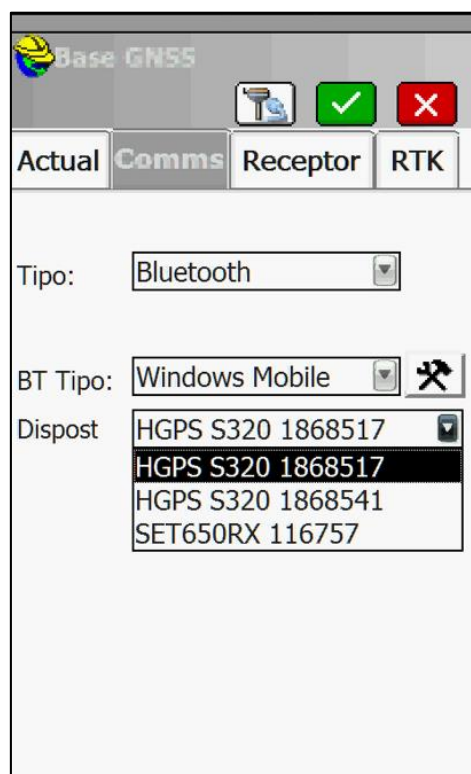 Base GNSS
Actual Comms Receptor RTK
Tipo: Bluetooth
BT Tipo: Windows Mobile
Dispost HGPS S320 1868517
HGPS S320 1868517
HGPS S320 1868541
SET650RX 116757